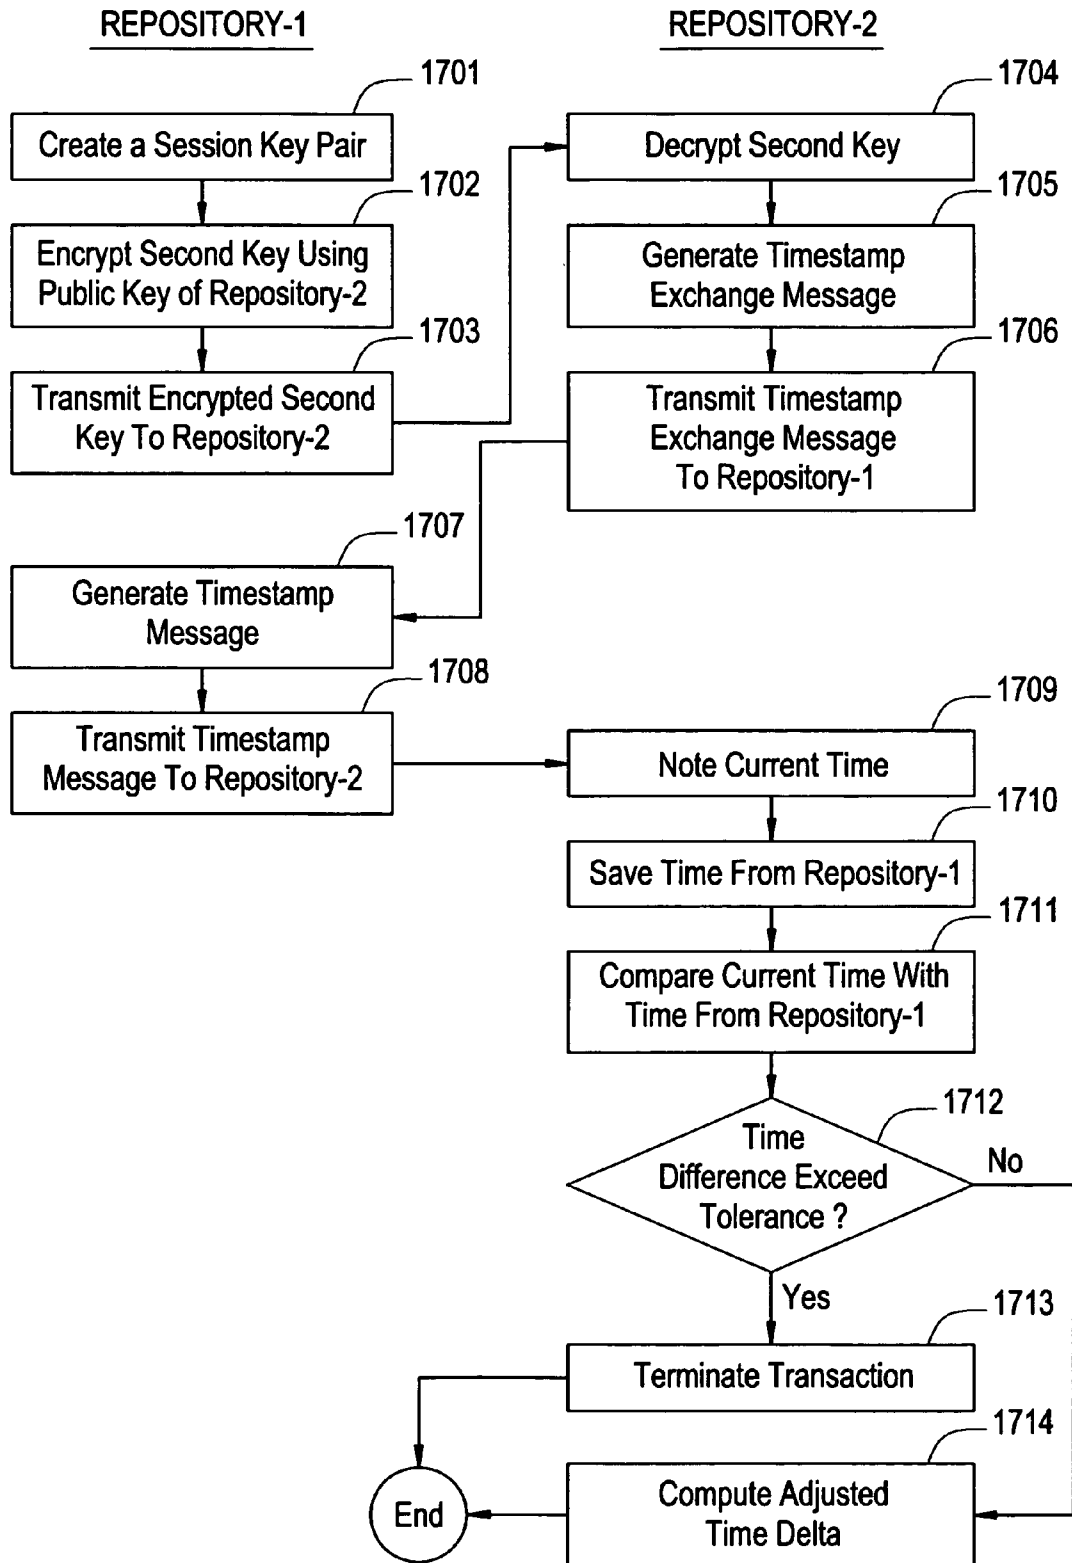 REPOSITORY-1
REPOSITORY-2
1701
Create a Session Key Pair
1702
Encrypt Second Key Using
Public Key of Repository-2
1703
Transmit Encrypted Second
Key To Repository-2
1704
Decrypt Second Key
1705
Generate Timestamp
Exchange Message
1706
Transmit Timestamp
Exchange Message
To Repository-1
1707
Generate Timestamp
Message
1708
Transmit Timestamp
Message To Repository-2
1709
Note Current Time
1710
Save Time From Repository-1
1711
Compare Current Time With
Time From Repository-1
1712
Time
Difference Exceed
Tolerance ?
No
Yes
1713
Terminate Transaction
1714
Compute Adjusted
Time Delta
End